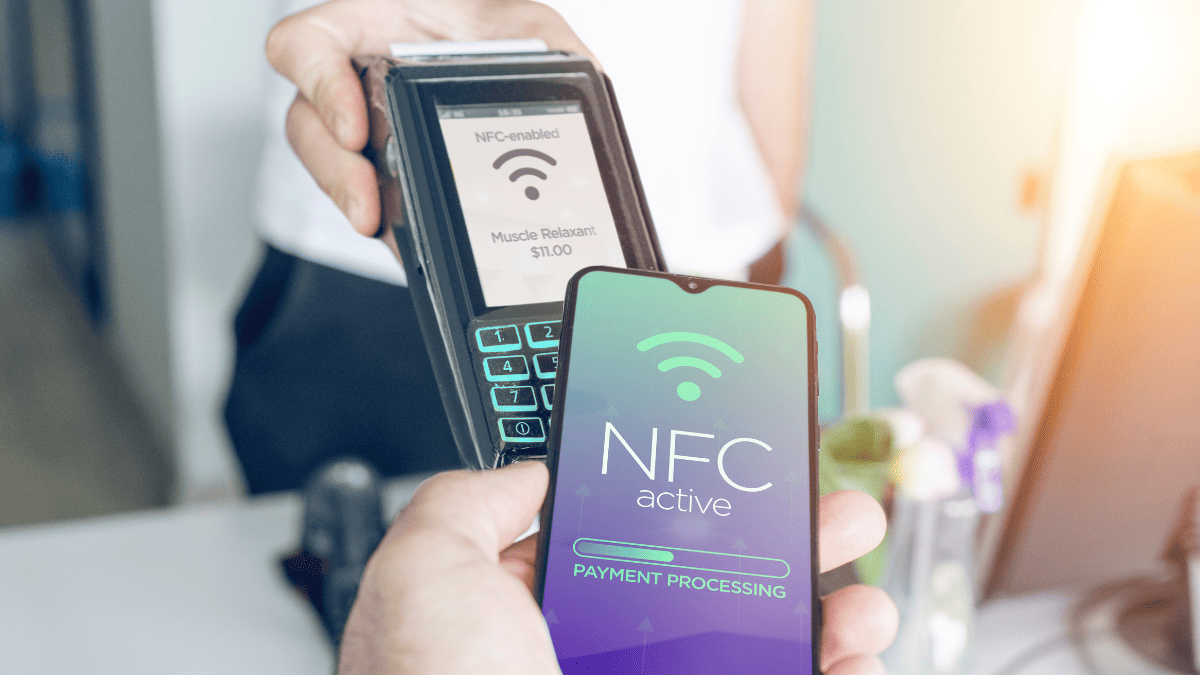 NFC-enabled
Muscle Relaxant
$11.00
1
2
4
5
7
NFC
active
PAYMENT PROCESSING